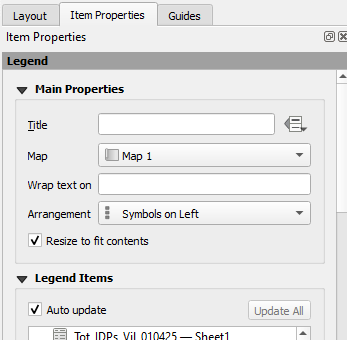 Layout Item Properties Guides
Item Properties
Legend
Main Properties
Title
Map Map 1
Wrap text on
Arrangement Symbols on Left
Resize to fit contents
Legend Items
Auto update Update All
Tot_IDPs_Vil_010425 — Sheet1